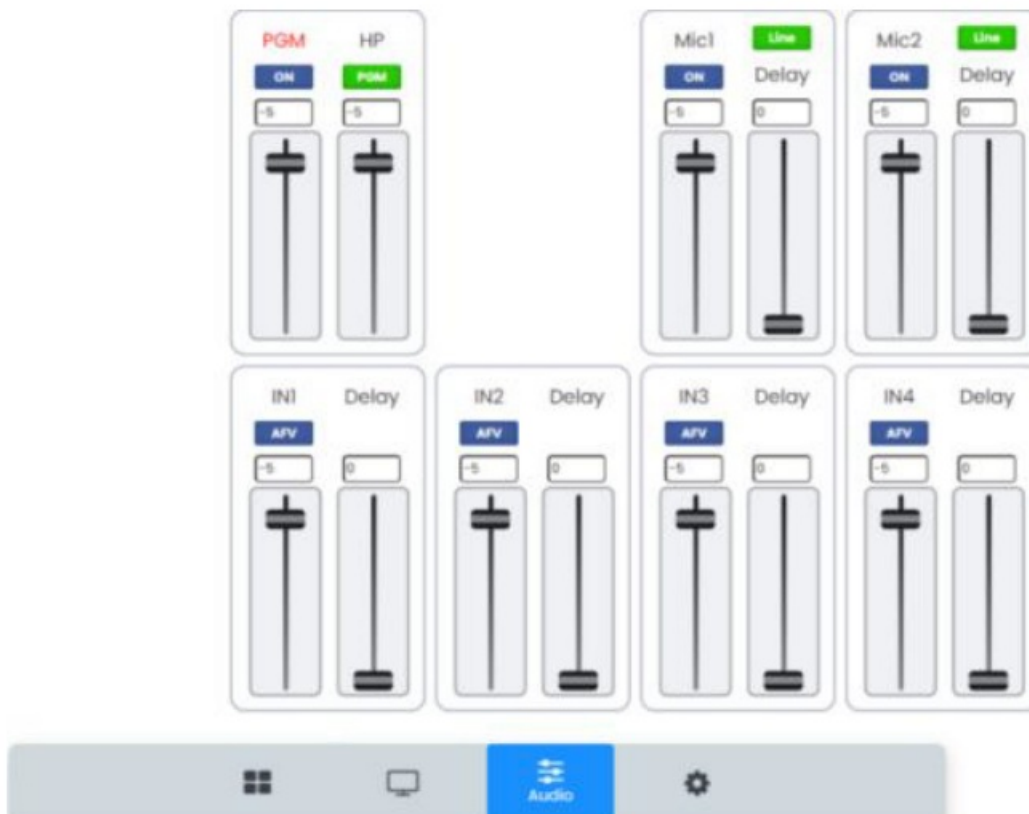 PGM HP Mic1 Line Mic2 Line
ON PGM ON Delay ON Delay
-5 -5 -5 0 -5 0
IN1 Delay IN2 Delay IN3 Delay IN4 Delay
AFV AFV AFV AFV
-5 0 -5 0 -5 0 -5 0
Audio